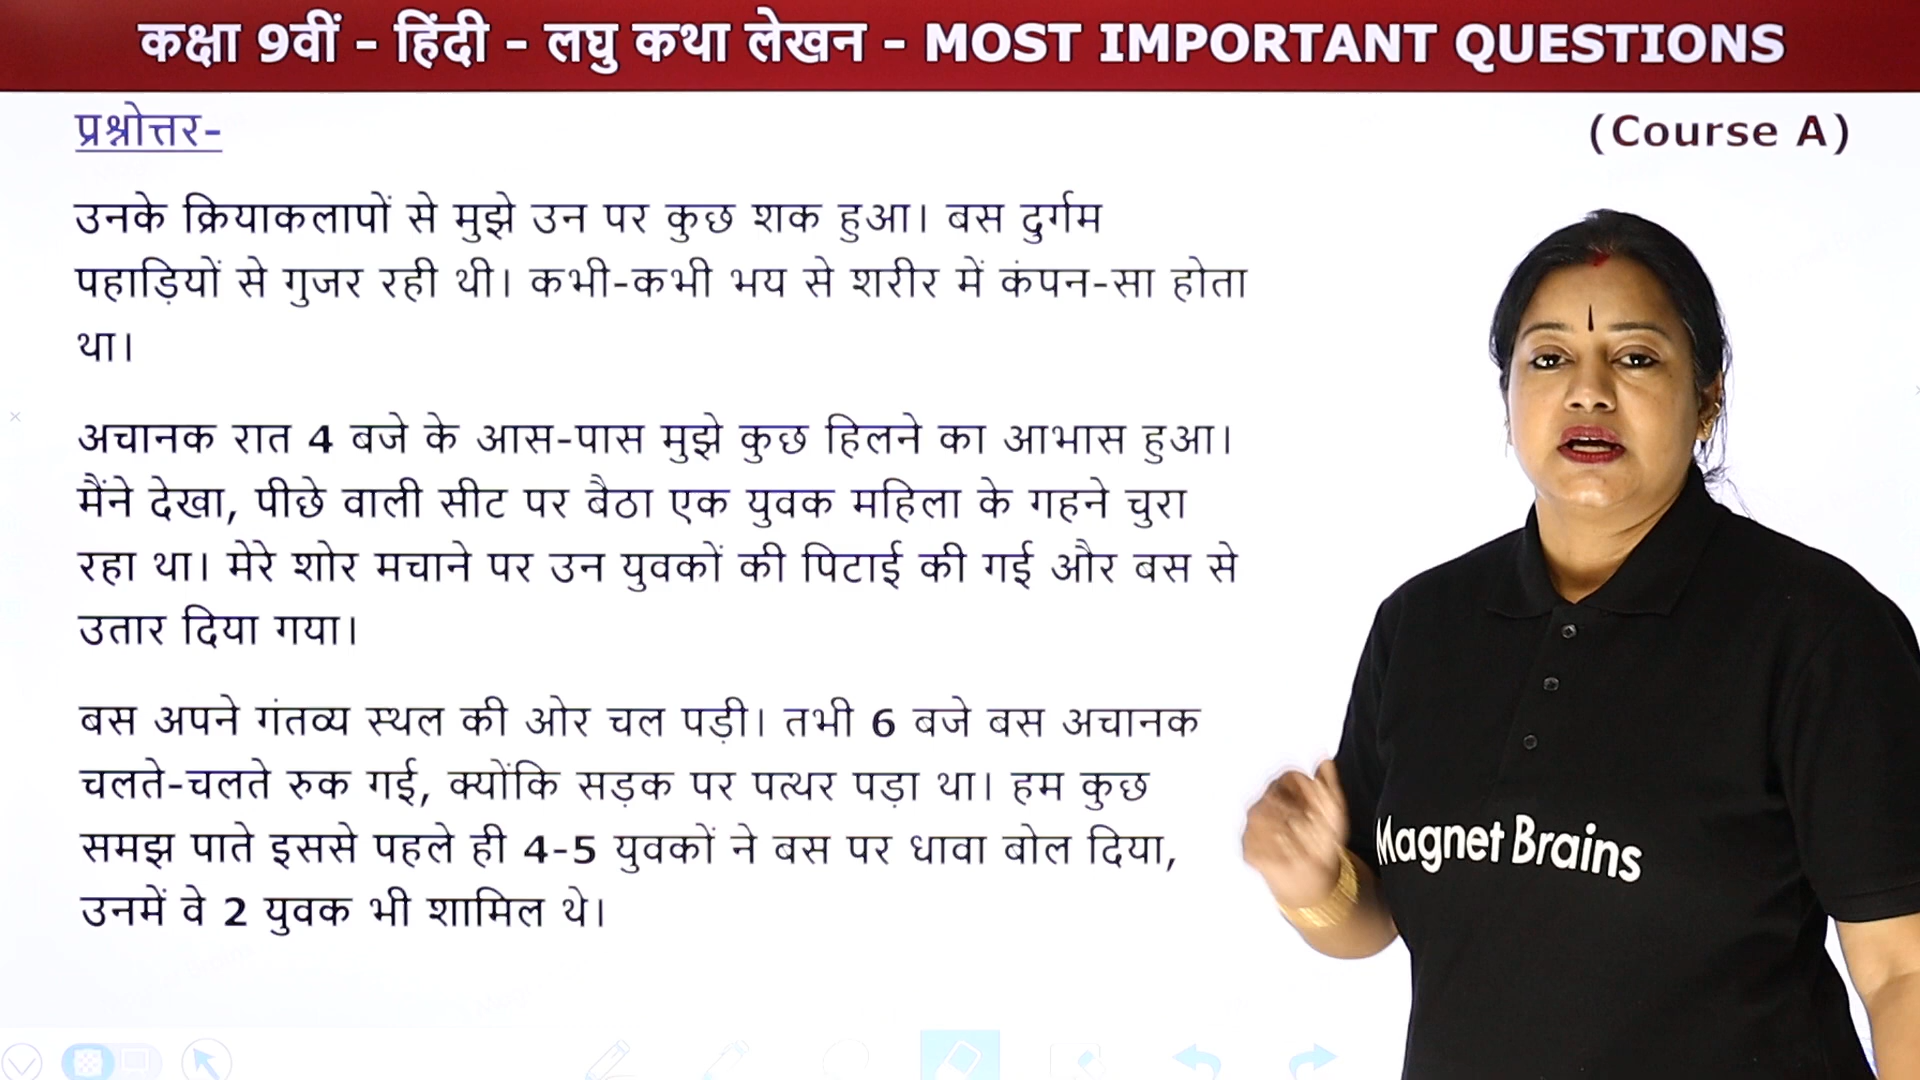 कक्षा 9वीं – हिंदी – लघु कथा लेखन – MOST IMPORTANT QUESTIONS
प्रश्नोत्तर-
(Course A)
उनके क्रियाकलापों से मुझे उन पर कुछ शक हुआ। बस दुर्गम
पहाड़ियों से गुजर रही थी। कभी-कभी भय से शरीर में कंपन-सा होता
था।
अचानक रात 4 बजे के आस-पास मुझे कुछ हिलने का आभास हुआ।
मैंने देखा, पीछे वाली सीट पर बैठा एक युवक महिला के गहने चुरा
रहा था। मेरे शोर मचाने पर उन युवकों की पिटाई की गई और बस से
उतार दिया गया।
बस अपने गंतव्य स्थल की ओर चल पड़ी। तभी 6 बजे बस अचानक
चलते-चलते रुक गई, क्योंकि सड़क पर पत्थर पड़ा था। हम कुछ
समझ पाते इससे पहले ही 4-5 युवकों ने बस पर धावा बोल दिया,
उनमें वे 2 युवक भी शामिल थे।
Magnet Brains